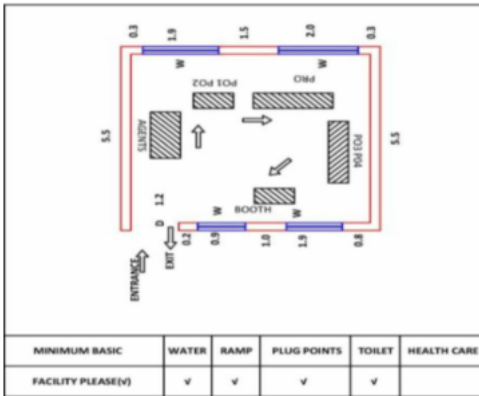 0.3 1.9 1.5 2.0 0.3
W W
PO1 PO2 PRO
AGENTS
PO3 PO4
5.5 5.5
1.2
D
W BOOTH W
0.2 0.9 1.0 1.9 0.8
ENTRANCE
EXIT
MINIMUM BASIC WATER RAMP PLUG POINTS TOILET HEALTH CARE
FACILITY PLEASE(√) √ √ √ √